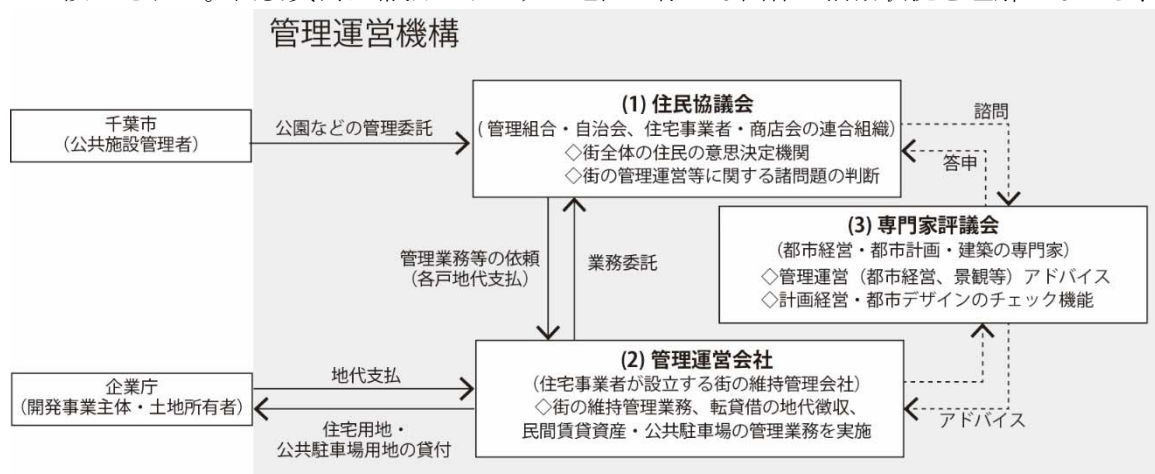 管理運営機構
千葉市
(公共施設管理者)
公園などの管理委託
(1) 住民協議会
( 管理組合・自治会、住宅事業者・商店会の連合組織)
◇街全体の住民の意思決定機関
◇街の管理運営等に関する諸問題の判断
諮問
答申
(3) 専門家評議会
(都市経営・都市計画・建築の専門家)
◇管理運営（都市経営、景観等）アドバイス
◇計画経営・都市デザインのチェック機能
管理業務等の依頼
（各戸地代支払）
業務委託
企業庁
(開発事業主体・土地所有者)
地代支払
住宅用地・
公共駐車場用地の貸付
(2) 管理運営会社
(住宅事業者が設立する街の維持管理会社)
◇街の維持管理業務、転貸借の地代徴収、
民間賃貸資産・公共駐車場の管理業務を実施
アドバイス